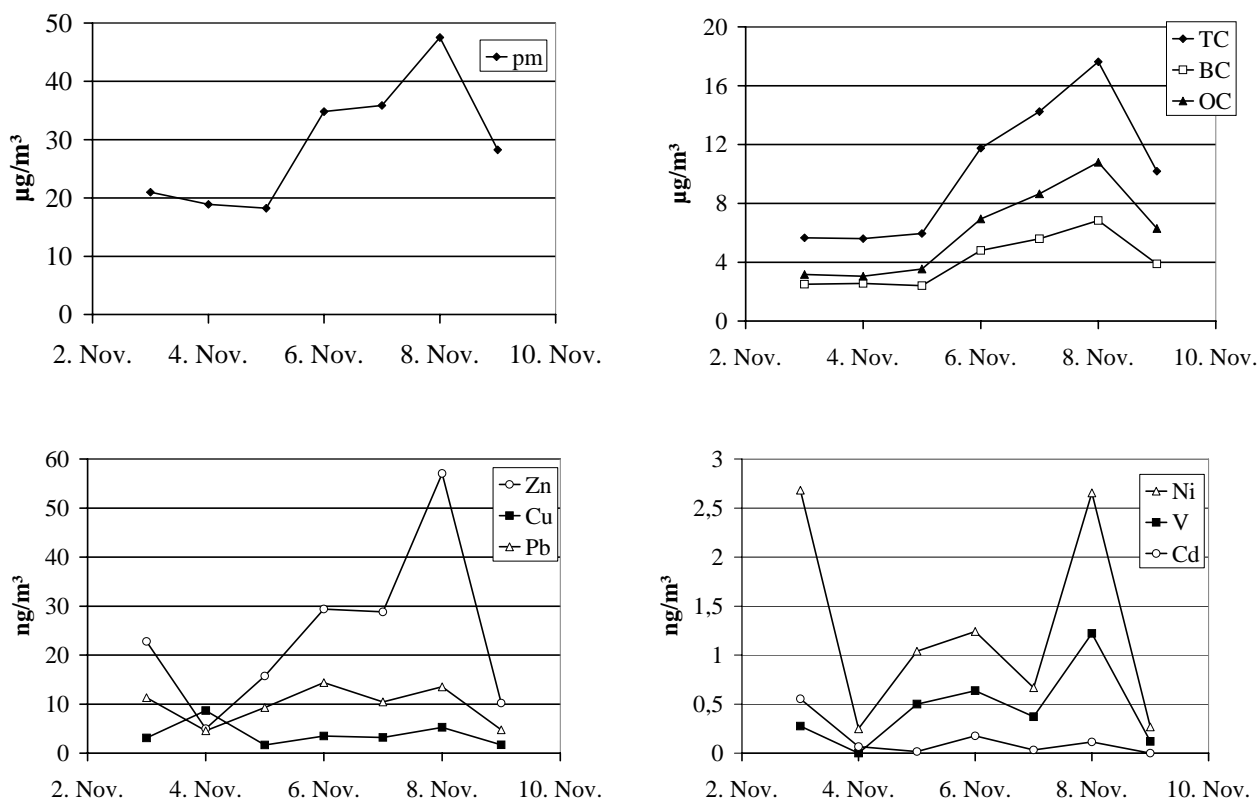 50
40
30
20
10
0
µg/m³
pm
2. Nov. 4. Nov. 6. Nov. 8. Nov. 10. Nov.
20
16
12
8
4
0
µg/m³
TC
BC
OC
2. Nov. 4. Nov. 6. Nov. 8. Nov. 10. Nov.
60
50
40
30
20
10
0
ng/m³
Zn
Cu
Pb
2. Nov. 4. Nov. 6. Nov. 8. Nov. 10. Nov.
3
2,5
2
1,5
1
0,5
0
ng/m³
Ni
V
Cd
2. Nov. 4. Nov. 6. Nov. 8. Nov. 10. Nov.